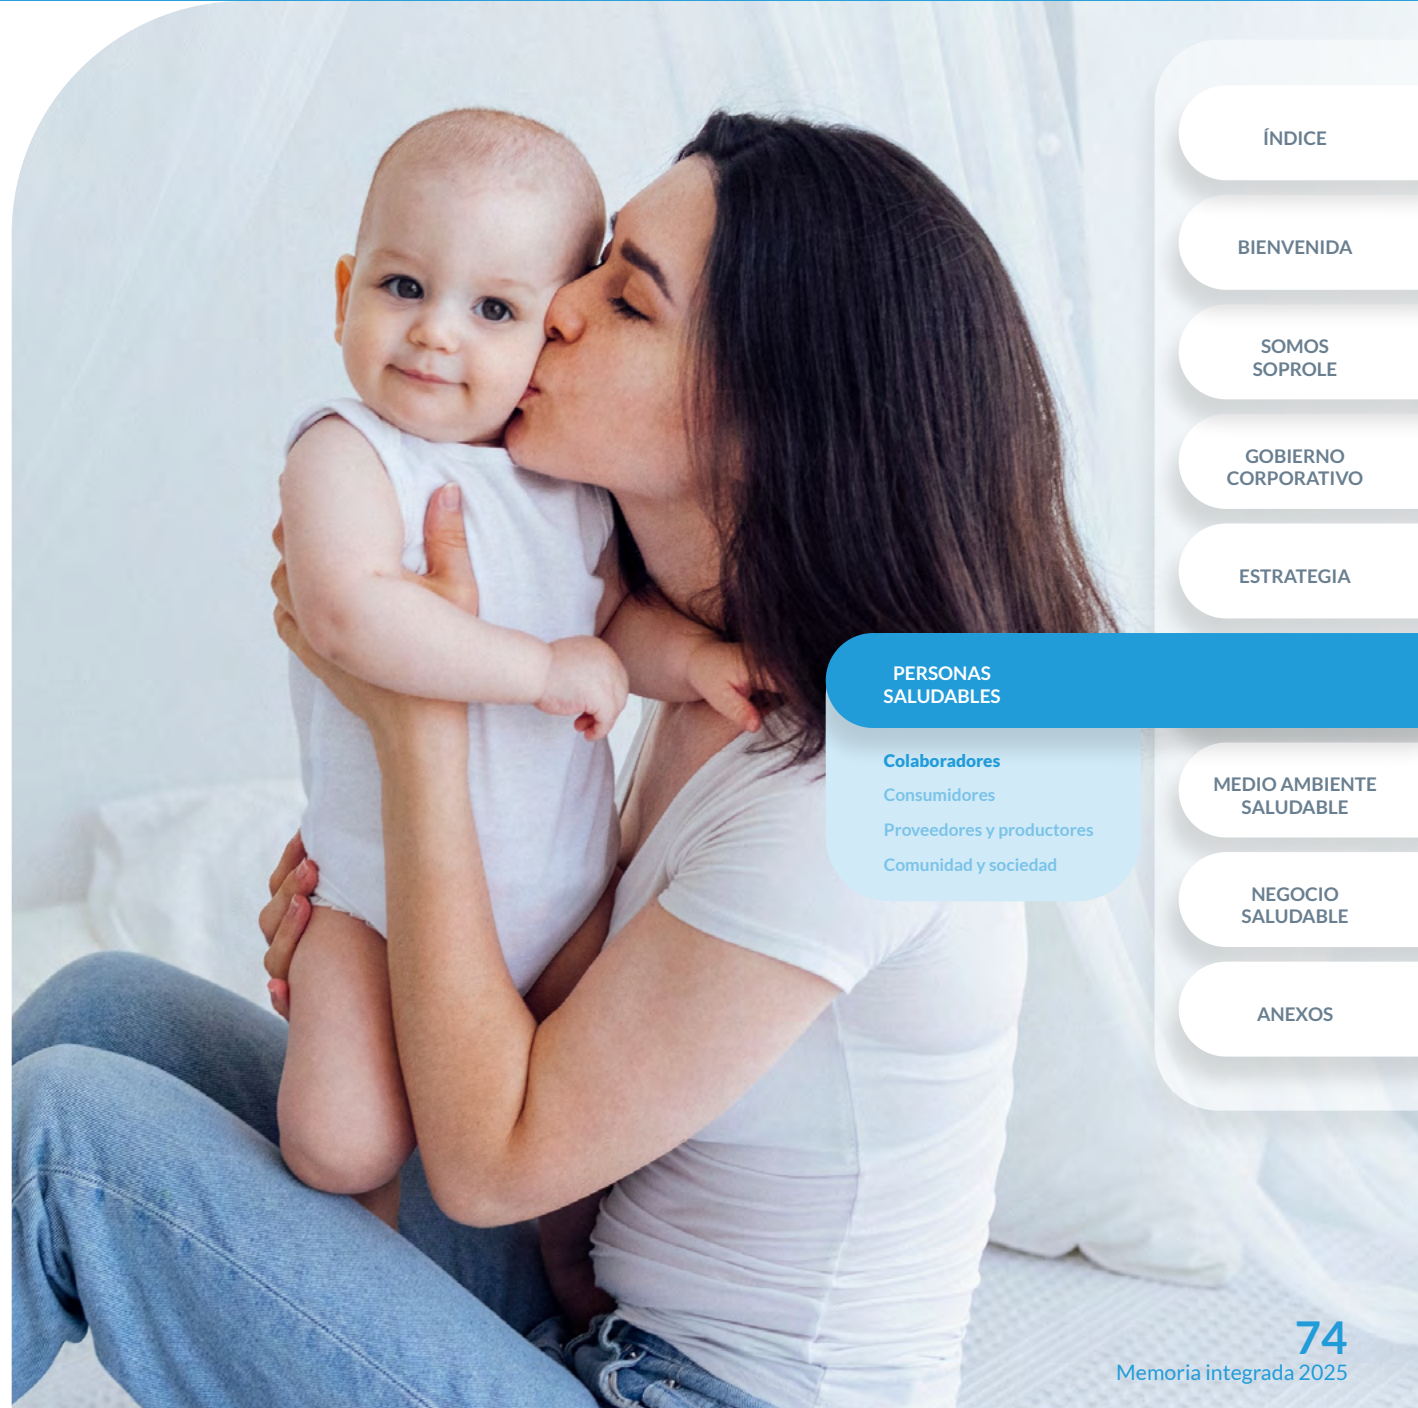 ÍNDICE
BIENVENIDA
SOMOS
SOPROLE
GOBIERNO
CORPORATIVO
ESTRATEGIA
PERSONAS
SALUDABLES
Colaboradores
Consumidores
Proveedores y productores
Comunidad y sociedad
MEDIO AMBIENTE
SALUDABLE
NEGOCIO
SALUDABLE
ANEXOS
74
Memoria integrada 2025